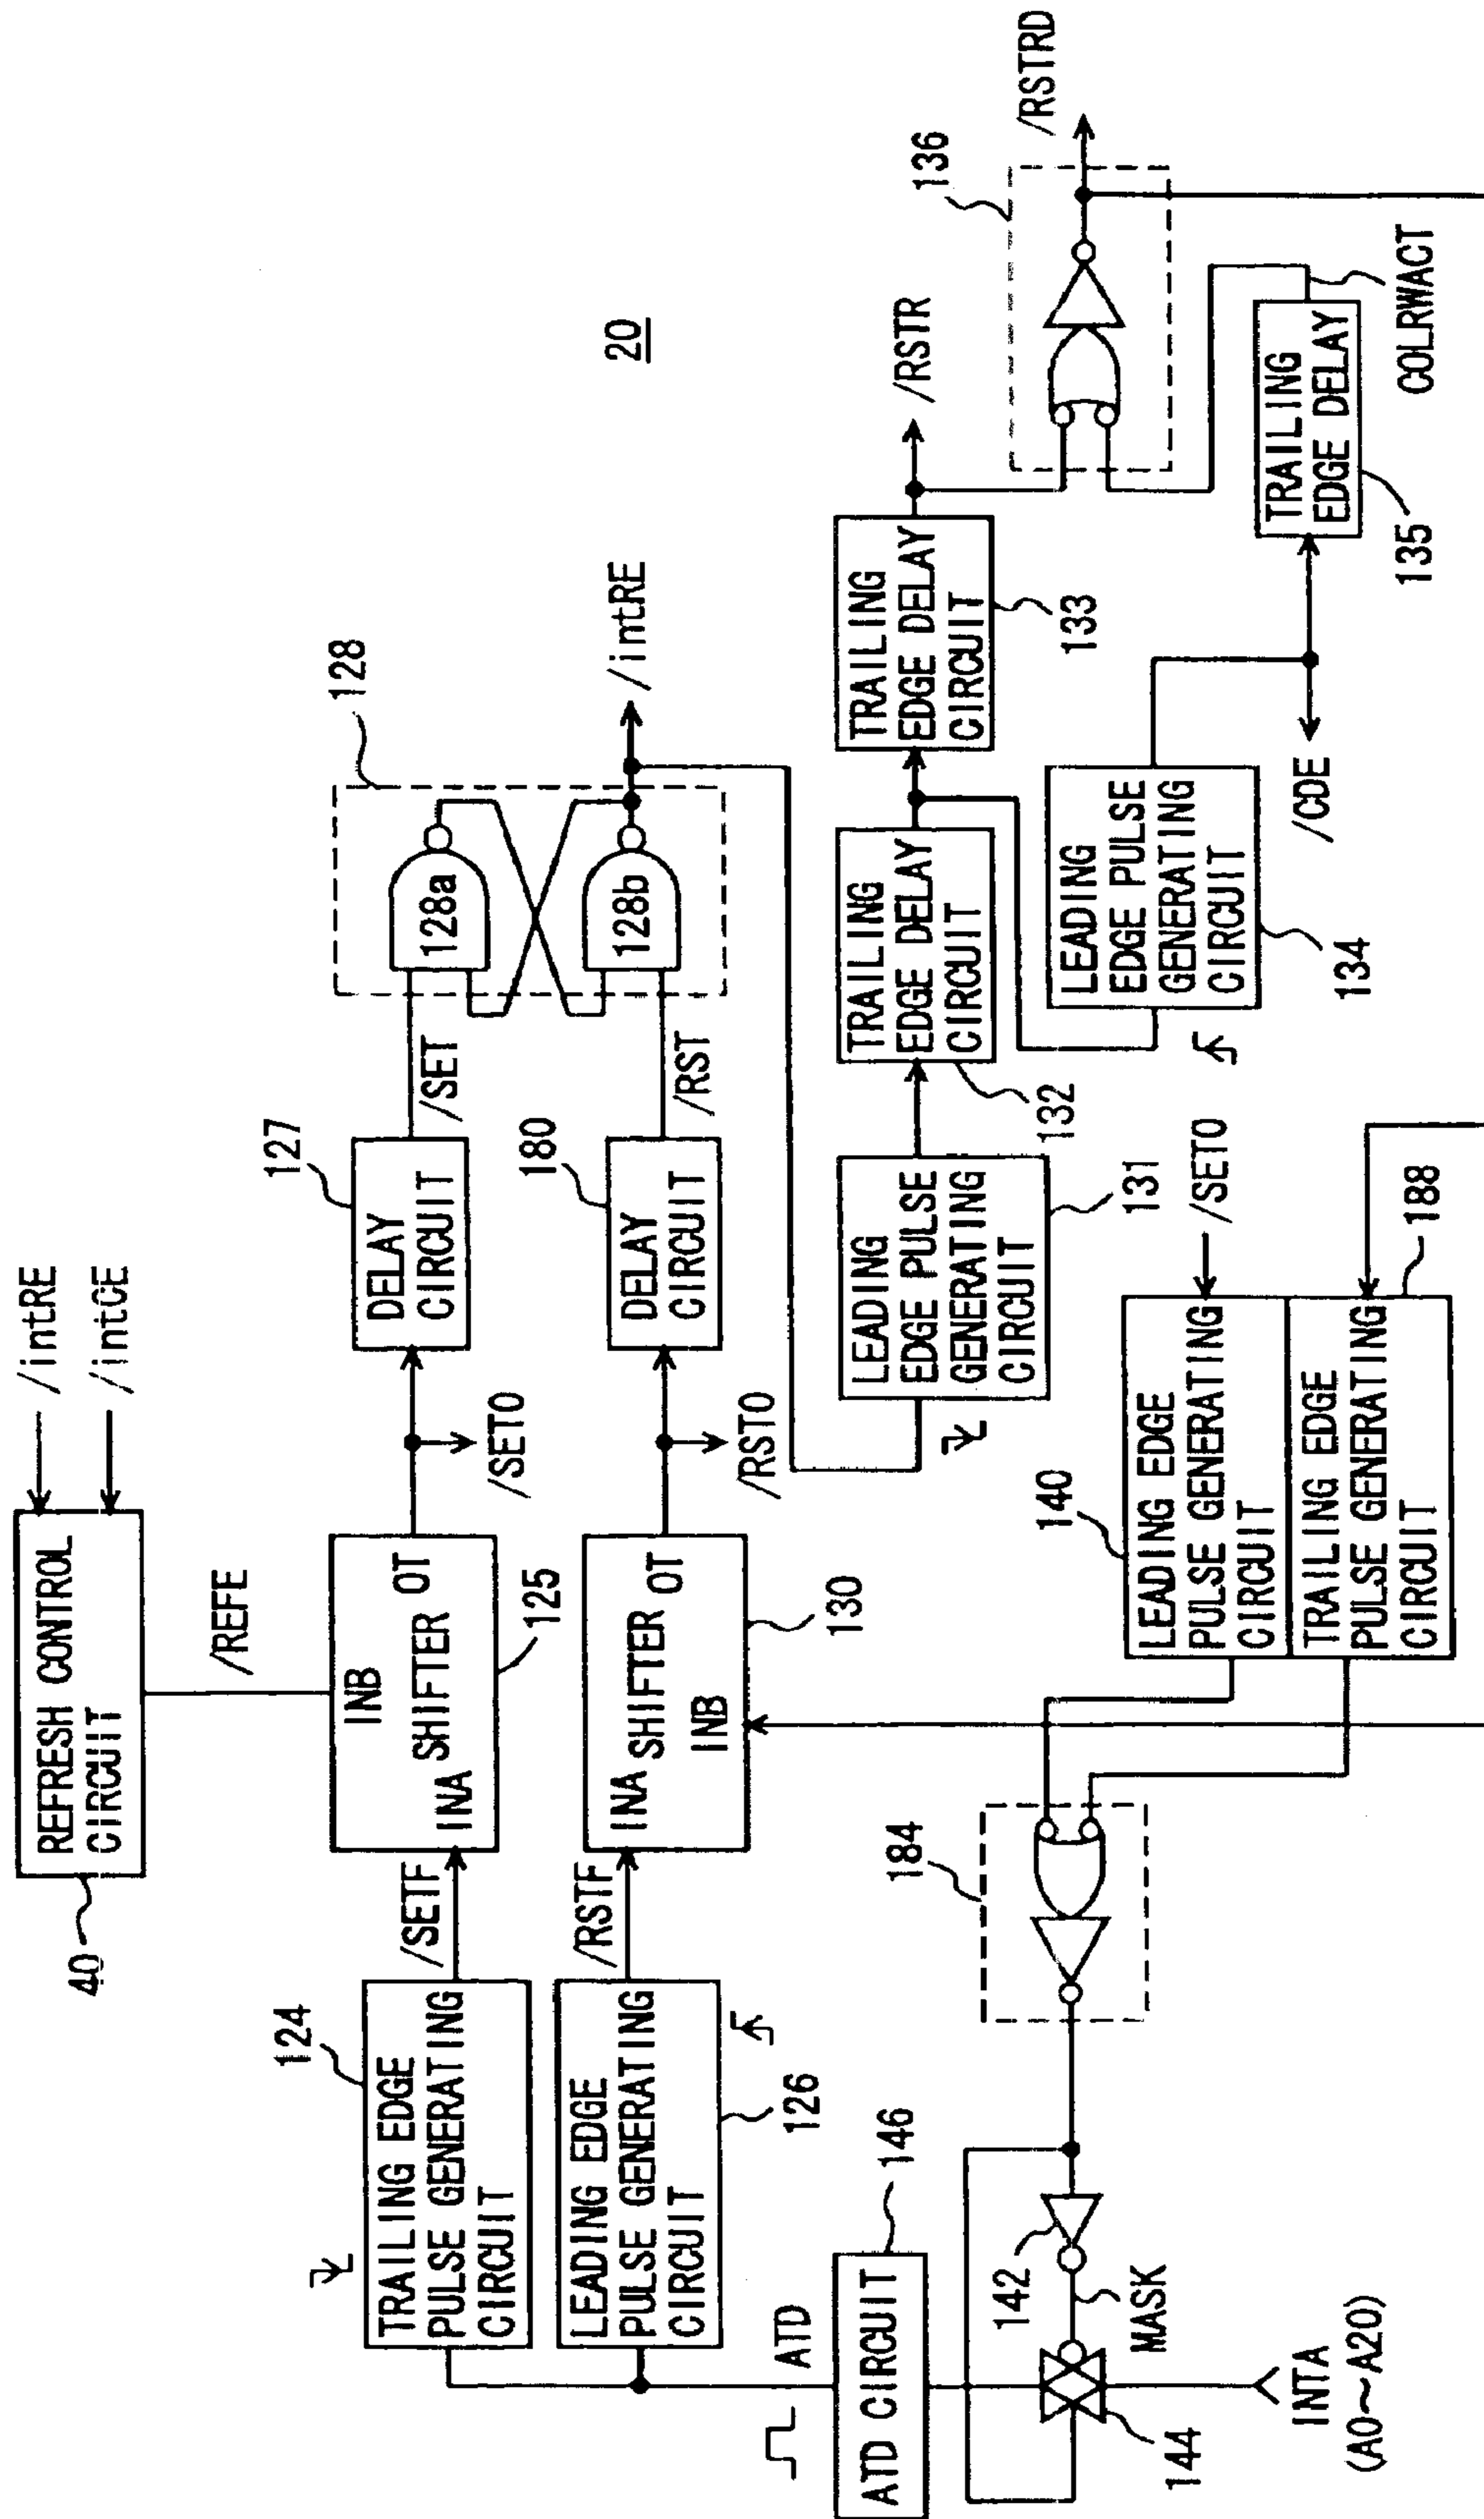 REFRESH CONTROL
CIRCUIT
40
/intRE
/intCE
/REFE
124
TRAILING EDGE
PULSE GENERATING
CIRCUIT
/SETF
INB
INA SHIFTER OT
125
/SETO
127
DELAY
CIRCUIT
/SET
128
128a
128b
/intRE
20
LEADING EDGE
PULSE GENERATING
CIRCUIT
126
/RSTF
INA SHIFTER OT
INB
130
/RSTO
180
DELAY
CIRCUIT
/RST
ATD
ATD CIRCUIT
146
LEADING
EDGE PULSE
GENERATING
CIRCUIT
131
TRAILING
EDGE DELAY
CIRCUIT
132
TRAILING
EDGE DELAY
CIRCUIT
133
/RSTR
136
/RSTRD
LEADING
EDGE PULSE
GENERATING
CIRCUIT
134
/CDE
TRAILING
EDGE DELAY
135
COLRWACT
184
140
LEADING EDGE
PULSE GENERATING
CIRCUIT
/SETO
TRAILING EDGE
PULSE GENERATING
CIRCUIT
188
142
MASK
144
INTA
(A0~A20)